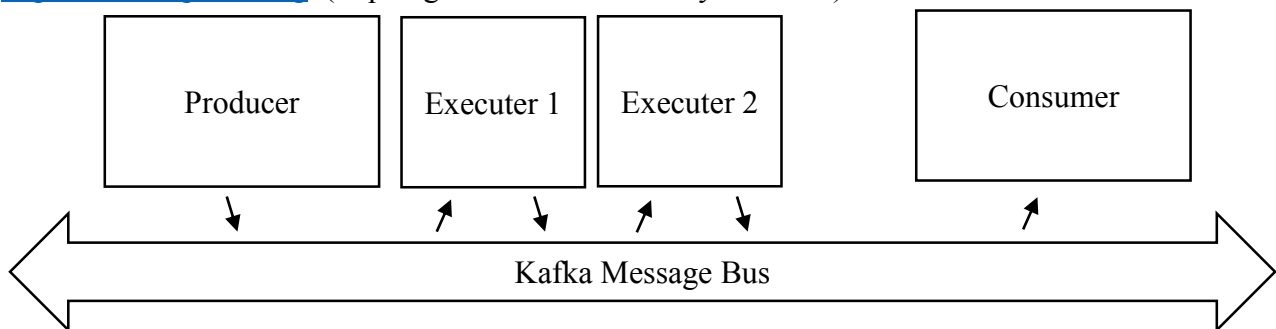 Producer
Executer 1
Executer 2
Consumer
Kafka Message Bus